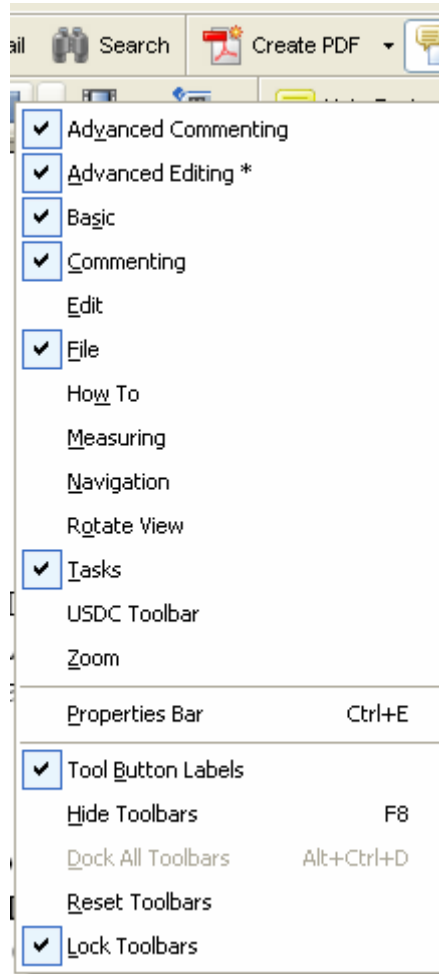 ail Search Create PDF
Advanced Commenting
Advanced Editing *
Basic
Commenting
Edit
File
How To
Measuring
Navigation
Rotate View
Tasks
USDC Toolbar
Zoom
Properties Bar Ctrl+E
Tool Button Labels
Hide Toolbars F8
Dock All Toolbars Alt+Ctrl+D
Reset Toolbars
Lock Toolbars